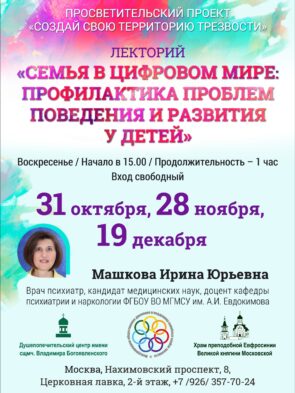 ПРОСВЕТИТЕЛЬСКИЙ ПРОЕКТ
«СОЗДАЙ СВОЮ ТЕРРИТОРИЮ ТРЕЗВОСТИ»
ЛЕКТОРИЙ
«СЕМЬЯ В ЦИФРОВОМ МИРЕ:
ПРОФИЛАКТИКА ПРОБЛЕМ
ПОВЕДЕНИЯ И РАЗВИТИЯ
У ДЕТЕЙ»
Воскресенье / Начало в 15.00 / Продолжительность – 1 час
Вход свободный
31 октября, 28 ноября,
19 декабря
Машкова Ирина Юрьевна
Врач психиатр, кандидат медицинских наук, доцент кафедры
психиатрии и наркологии ФГБОУ ВО МГМСУ им. А.И. Евдокимова
Душепопечительский центр имени
сщмч. Владимира Богоявленского
Храм преподобной Евфросинии
Великой княгини Московской
Москва, Нахимовский проспект, 8,
Церковная лавка, 2-й этаж, +7 /926/ 357-70-24